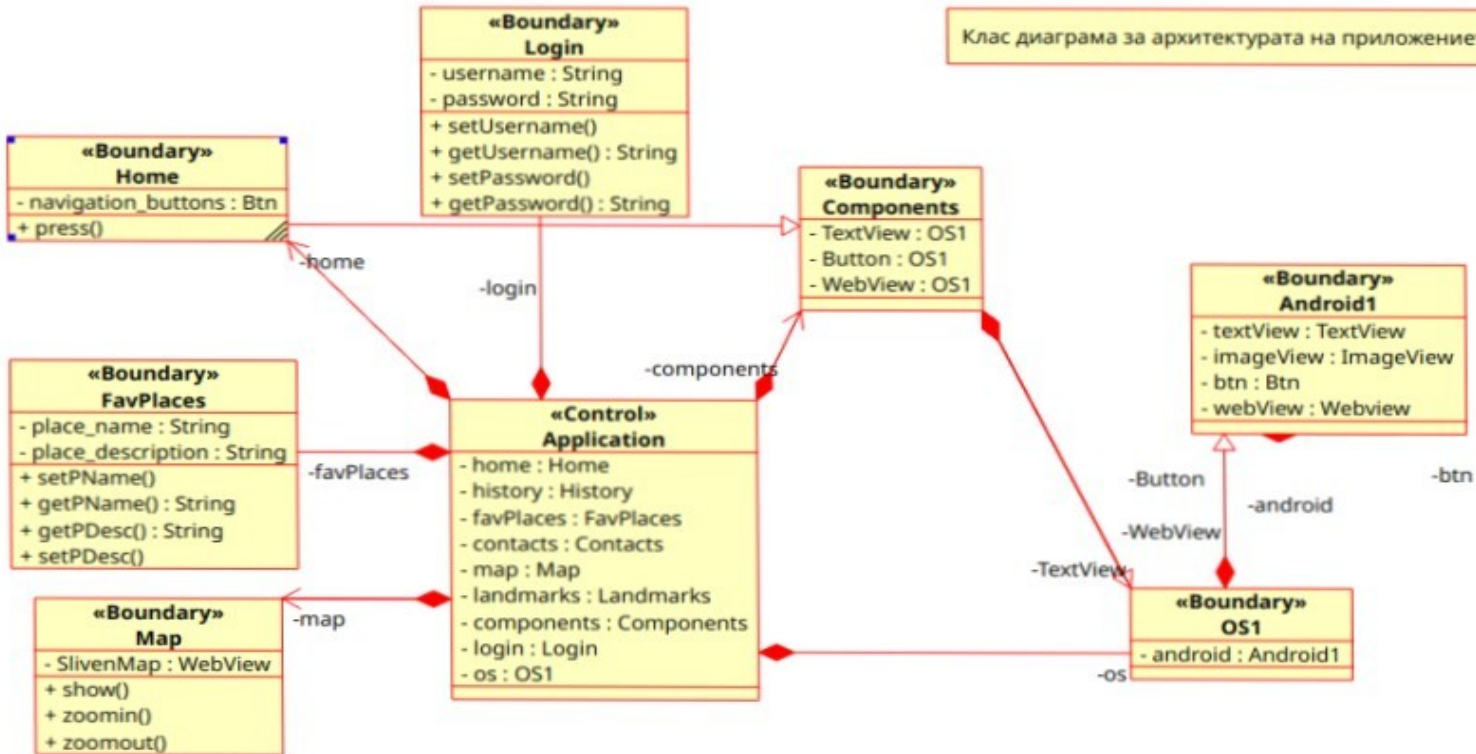 «Boundary»
Login
- username : String
- password : String
+ setUsername()
+ getUsername() : String
+ setPassword()
+ getPassword() : String
Клас диаграма за архитектурата на приложение
«Boundary»
Home
- navigation_buttons : Btn
+ press()
«Boundary»
Components
- TextView : OS1
- Button : OS1
- WebView : OS1
-home
-login
-components
«Boundary»
Android1
- textView : TextView
- imageView : ImageView
- btn : Btn
- webView : Webview
«Boundary»
FavPlaces
- place_name : String
- place_description : String
+ setPName()
+ getPName() : String
+ getPDesc() : String
+ setPDesc()
-favPlaces
«Control»
Application
- home : Home
- history : History
- favPlaces : FavPlaces
- contacts : Contacts
- map : Map
- landmarks : Landmarks
- components : Components
- login : Login
- os : OS1
-Button
-btn
-android
-WebView
-TextView
«Boundary»
Map
- SlivenMap : WebView
+ show()
+ zoomin()
+ zoomout()
-map
«Boundary»
OS1
- android : Android1
-os